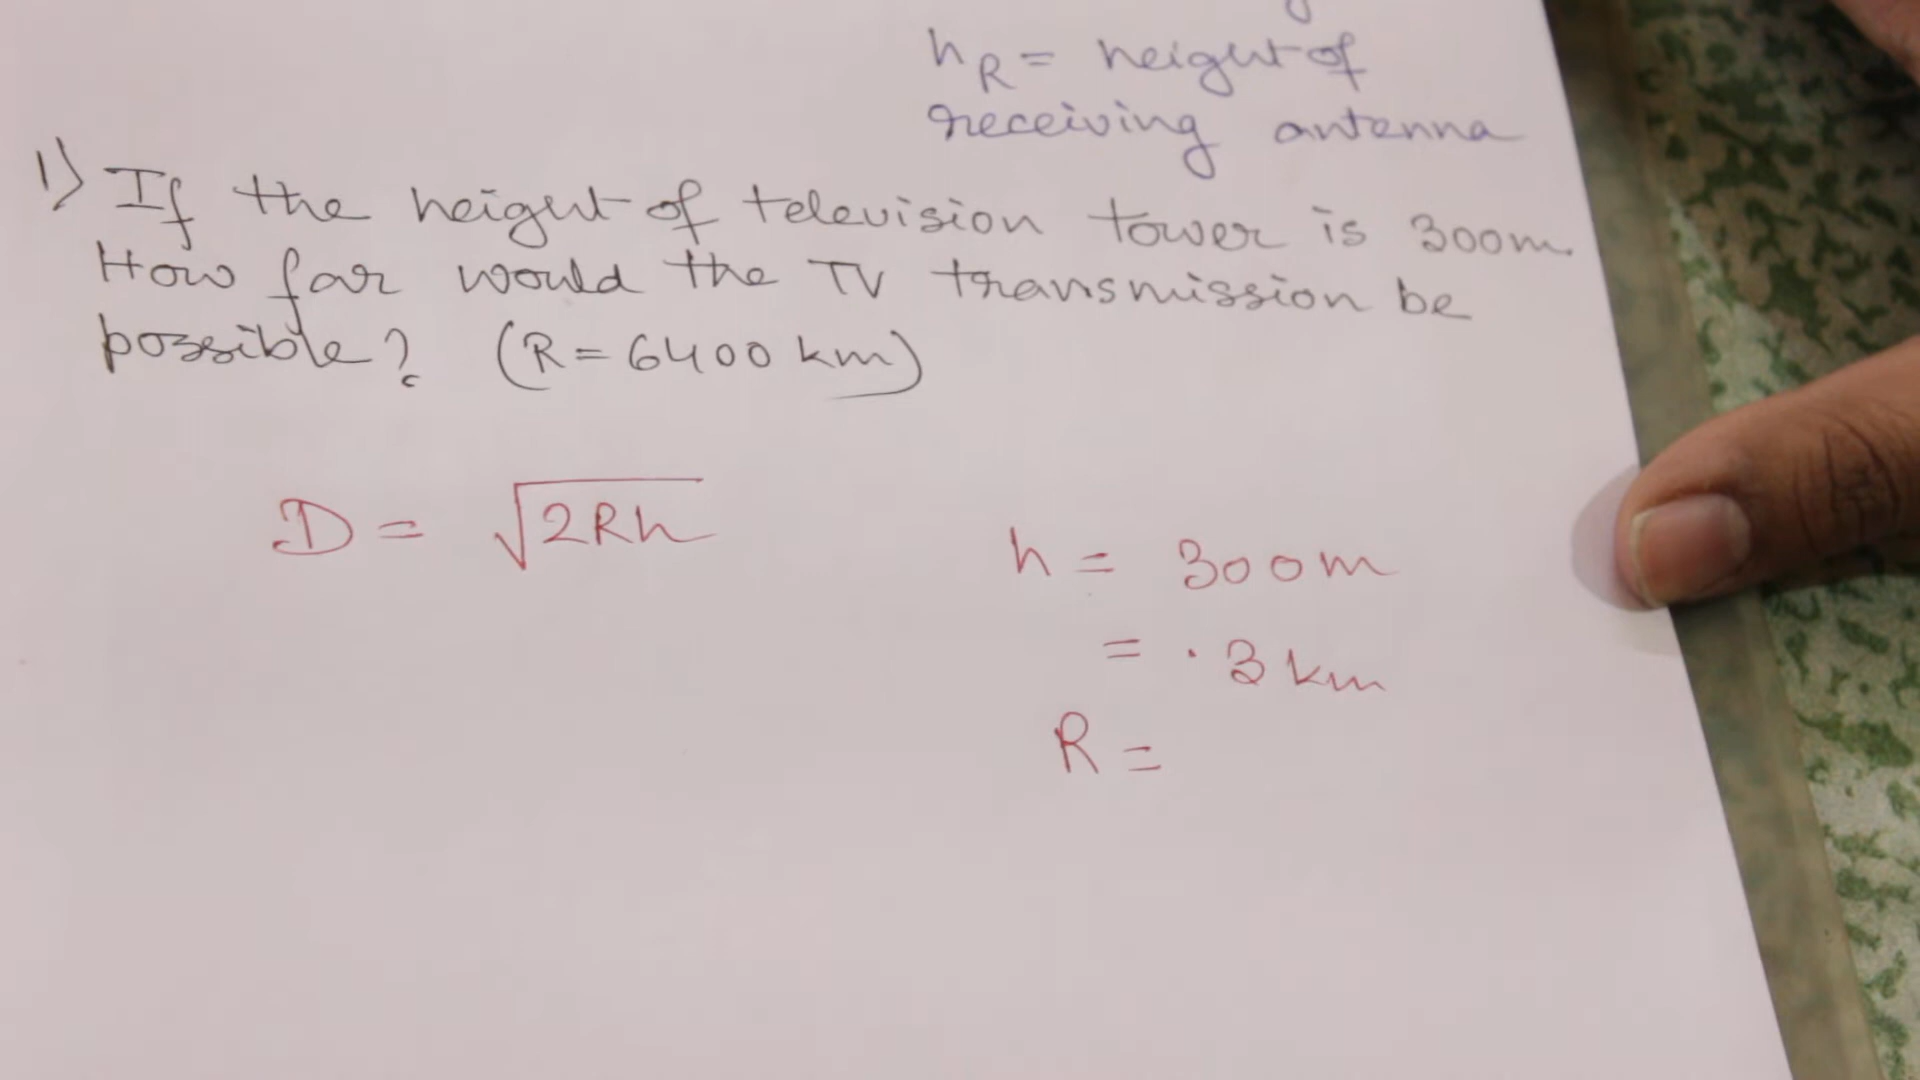 hR = height of
receiving antenna
1) If the height of television tower is 300m.
How far would the TV transmission be
possible? (R = 6400 km)
D = √2Rh
h = 300m
= .3 km
R =